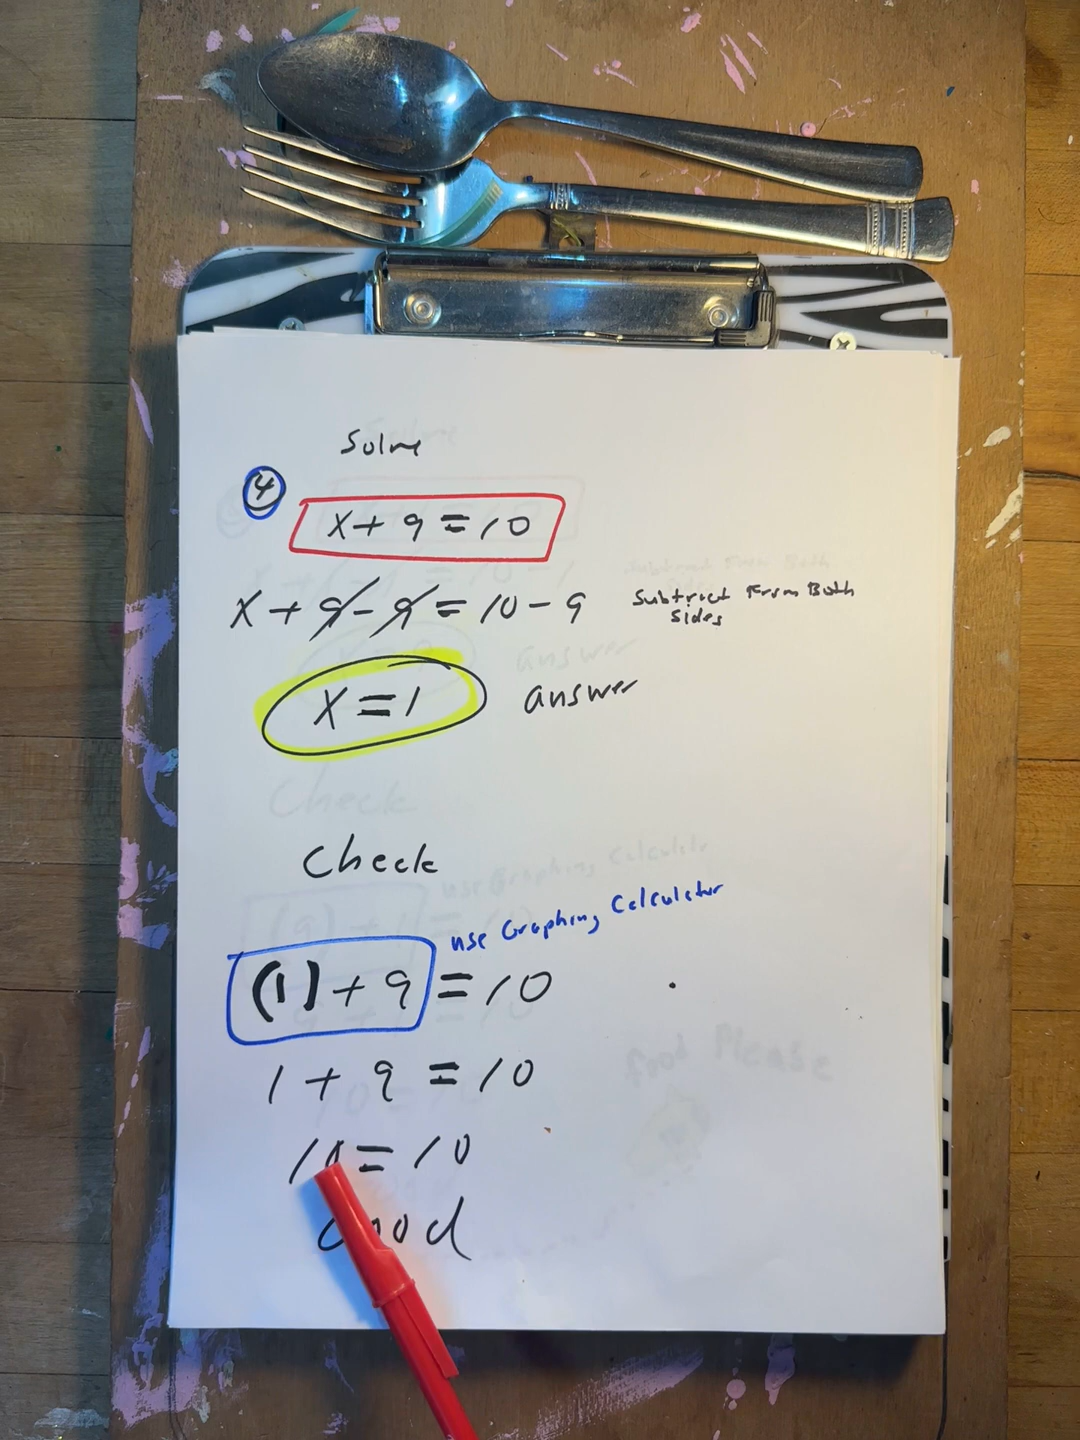 Solve
4
x + 9 = 10
x + 9 - 9 = 10 - 9
Subtract From Both
Sides
x = 1
answer
Check
use Graphing Calculator
(1) + 9 = 10
1 + 9 = 10
10 = 10
Good